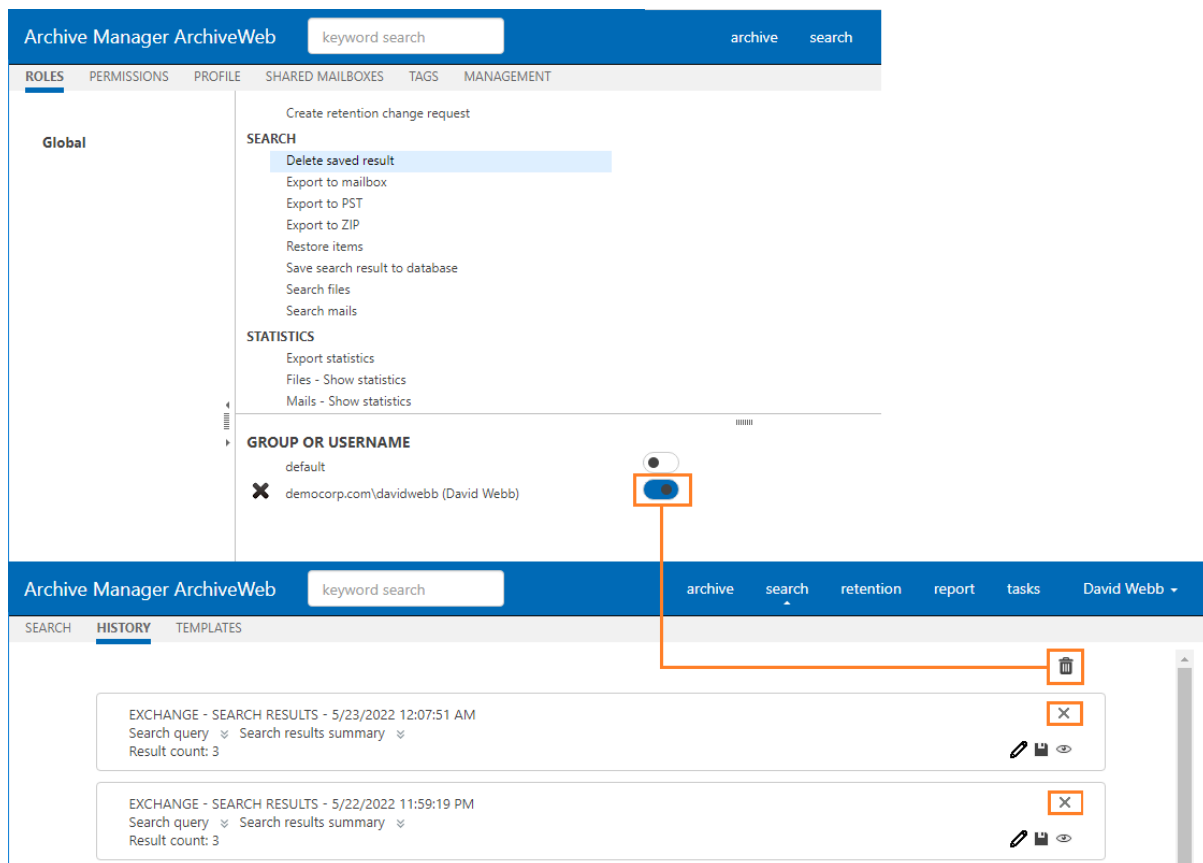 Archive Manager ArchiveWeb keyword search archive search
ROLES PERMISSIONS PROFILE SHARED MAILBOXES TAGS MANAGEMENT
Global
Create retention change request
SEARCH
Delete saved result
Export to mailbox
Export to PST
Export to ZIP
Restore items
Save search result to database
Search files
Search mails
STATISTICS
Export statistics
Files - Show statistics
Mails - Show statistics
GROUP OR USERNAME
default
democorp.com\davidwebb (David Webb)
Archive Manager ArchiveWeb keyword search archive search retention report tasks David Webb
SEARCH HISTORY TEMPLATES
EXCHANGE - SEARCH RESULTS - 5/23/2022 12:07:51 AM
Search query Search results summary
Result count: 3
EXCHANGE - SEARCH RESULTS - 5/22/2022 11:59:19 PM
Search query Search results summary
Result count: 3